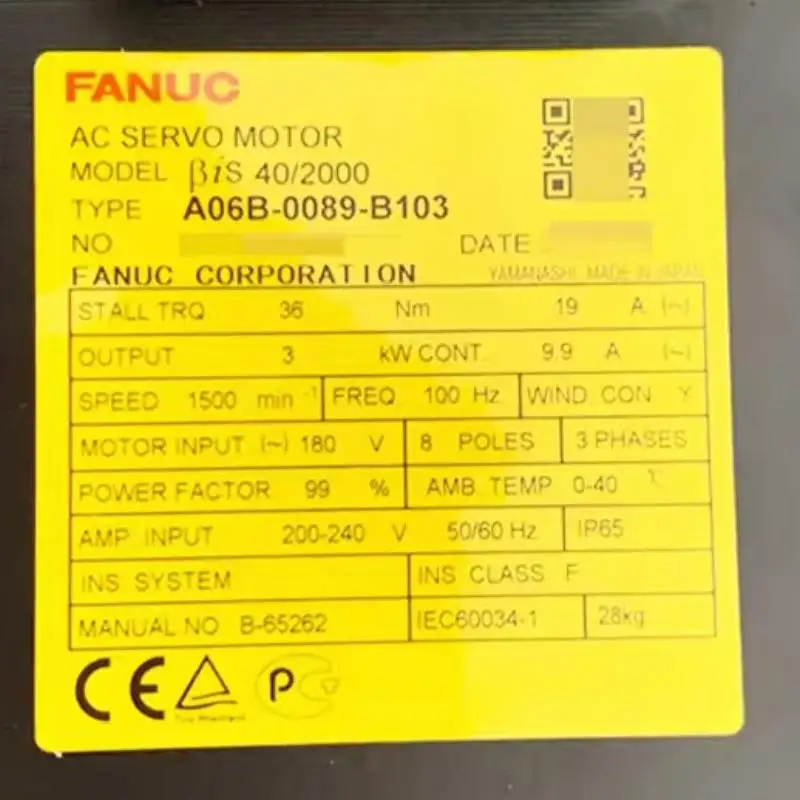 FANUC
AC SERVO MOTOR
MODEL βiS 40/2000
TYPE A06B-0089-B103
NO DATE
FANUC CORPORATION YAMANASHI, MADE IN JAPAN
STALL TRQ 36 Nm 19 A (~)
OUTPUT 3 kW CONT. 9.9 A (~)
SPEED 1500 min⁻¹ FREQ 100 Hz WIND CON Y
MOTOR INPUT (~) 180 V 8 POLES 3 PHASES
POWER FACTOR 99 % AMB TEMP 0-40 ℃
AMP INPUT 200-240 V 50/60 Hz IP65
INS SYSTEM INS CLASS F
MANUAL NO B-65262 IEC60034-1 28kg
CE PC